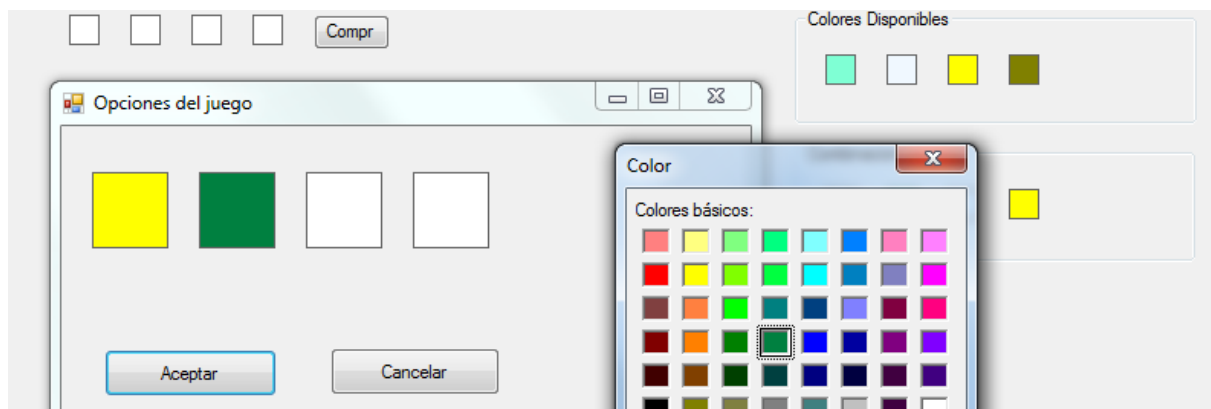 Compr
Colores Disponibles
Opciones del juego
Color
Colores básicos:
Aceptar
Cancelar